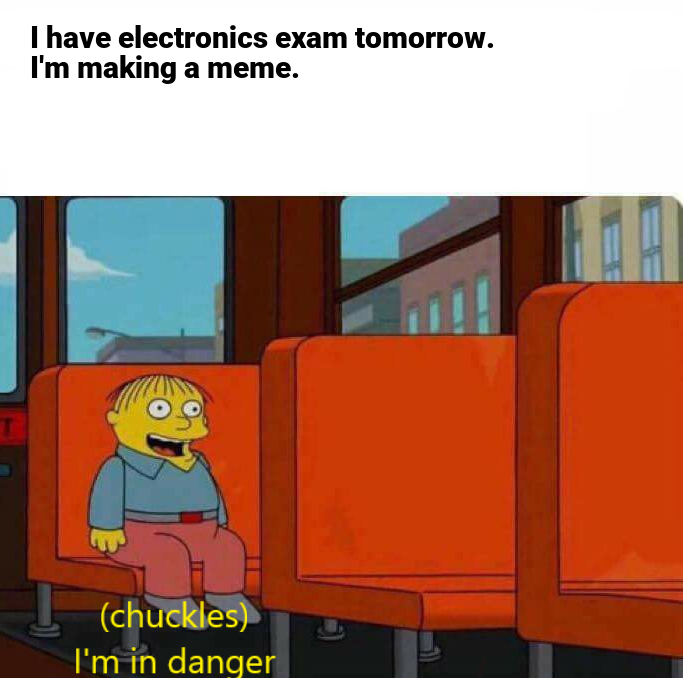 I have electronics exam tomorrow.
I'm making a meme.
T
(chuckles)
I'm in danger